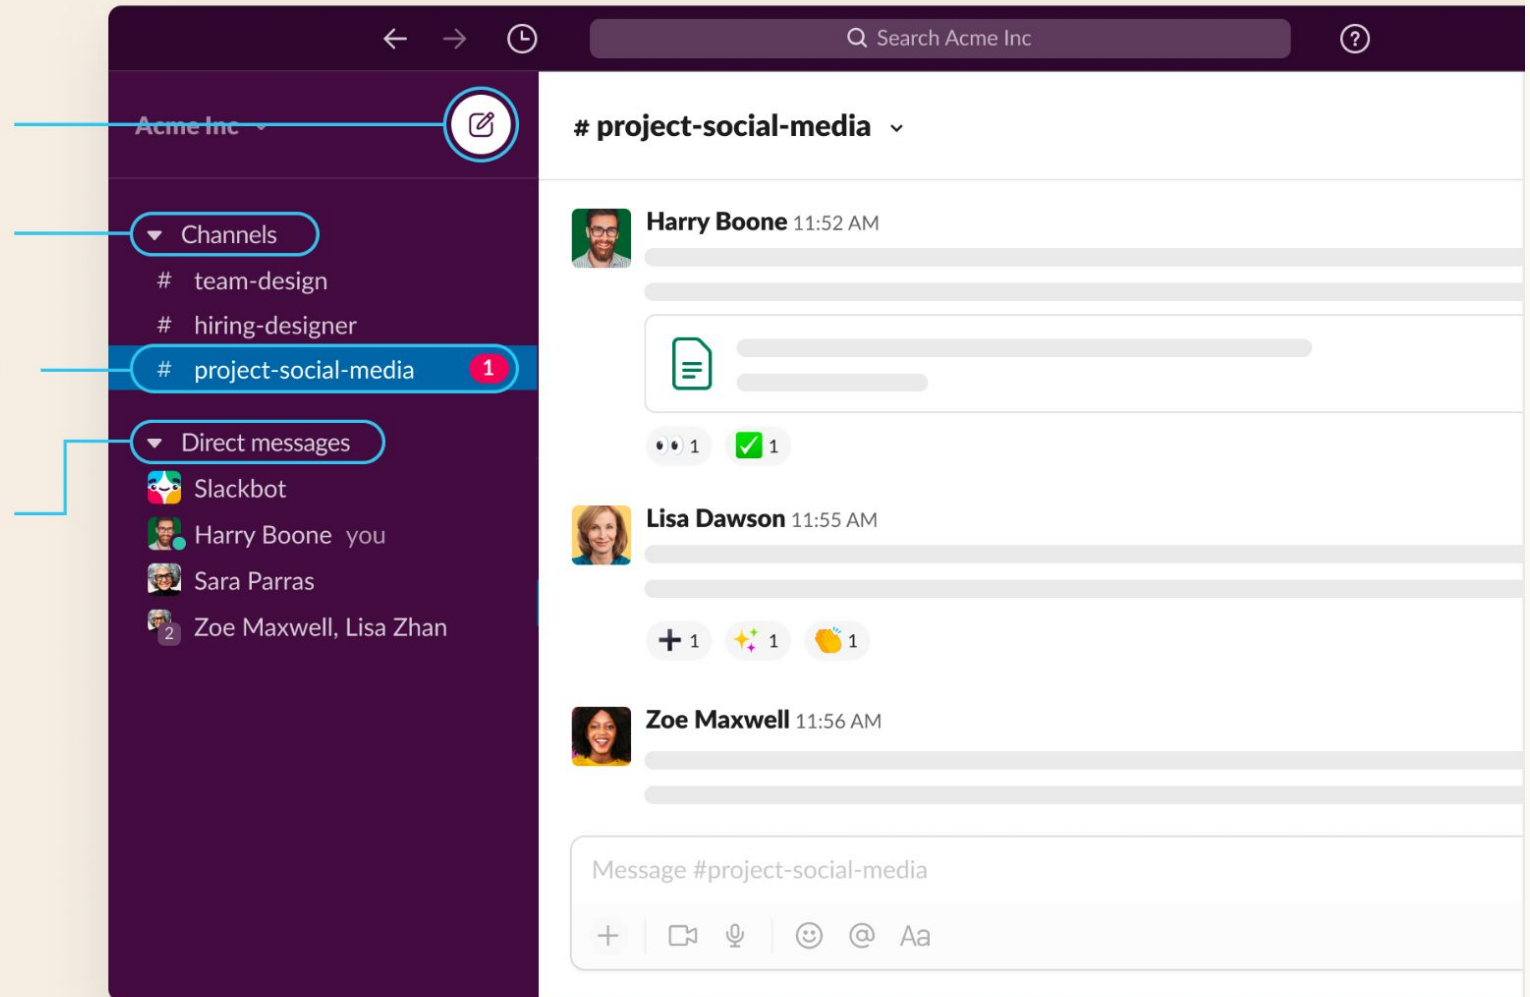 Search Acme Inc
Acme Inc
# project-social-media
Channels
# team-design
# hiring-designer
# project-social-media 1
Direct messages
Slackbot
Harry Boone you
Sara Parras
2 Zoe Maxwell, Lisa Zhan
Harry Boone 11:52 AM
1 1
Lisa Dawson 11:55 AM
1 1 1
Zoe Maxwell 11:56 AM
Message #project-social-media
@ Aa